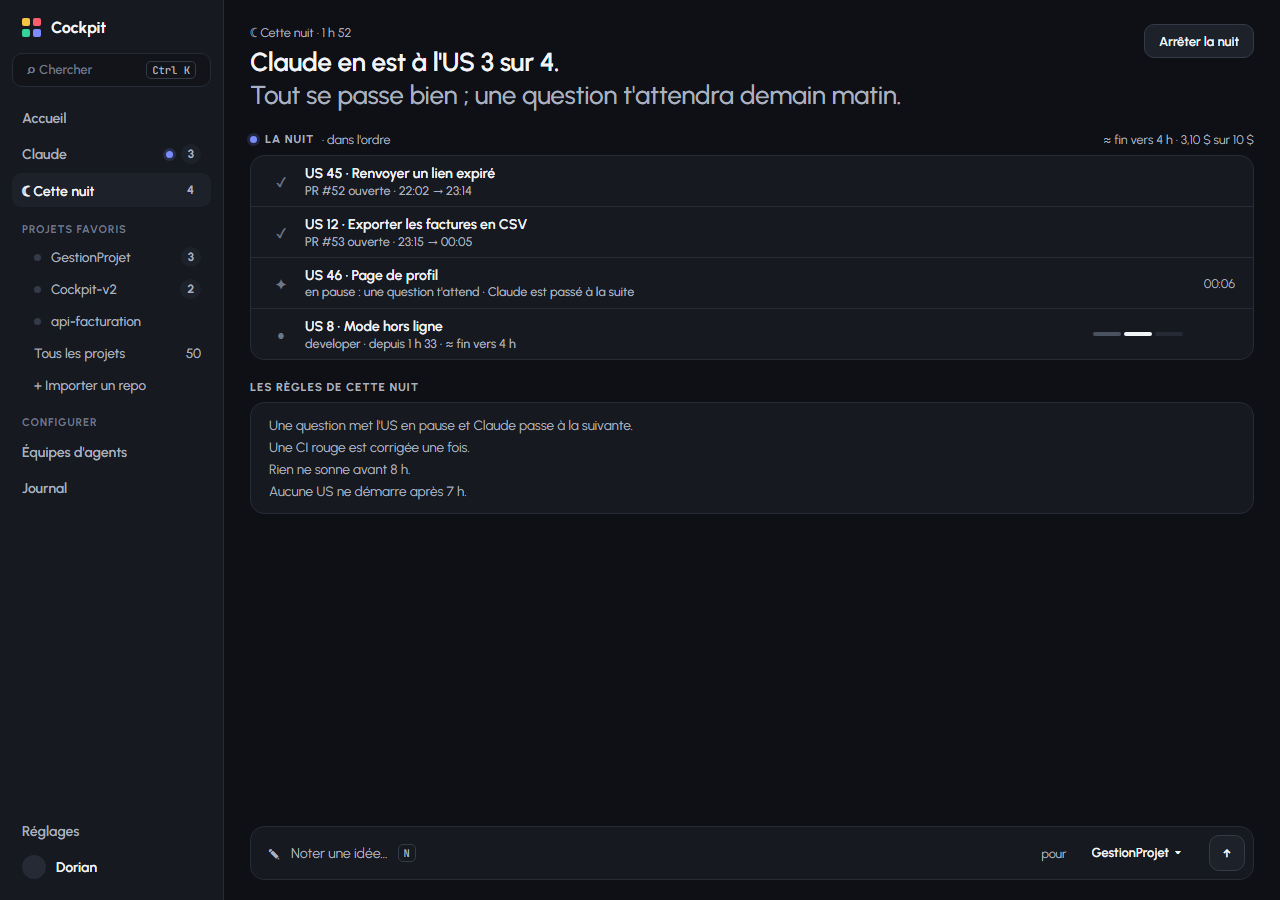 Cockpit
Chercher Ctrl K
Accueil
Claude 3
Cette nuit 4
PROJETS FAVORIS
GestionProjet 3
Cockpit-v2 2
api-facturation
Tous les projets 50
+ Importer un repo
CONFIGURER
Équipes d'agents
Journal
Réglages
Dorian
☾ Cette nuit · 1 h 52
Arrêter la nuit
Claude en est à l'US 3 sur 4.
Tout se passe bien ; une question t'attendra demain matin.
LA NUIT · dans l'ordre
≈ fin vers 4 h · 3,10 $ sur 10 $
✓ US 45 · Renvoyer un lien expiré
PR #52 ouverte · 22:02 → 23:14
✓ US 12 · Exporter les factures en CSV
PR #53 ouverte · 23:15 → 00:05
✦ US 46 · Page de profil
en pause : une question t'attend · Claude est passé à la suite
00:06
US 8 · Mode hors ligne
developer · depuis 1 h 33 · ≈ fin vers 4 h
LES RÈGLES DE CETTE NUIT
Une question met l'US en pause et Claude passe à la suivante.
Une CI rouge est corrigée une fois.
Rien ne sonne avant 8 h.
Aucune US ne démarre après 7 h.
Noter une idée… N
pour GestionProjet